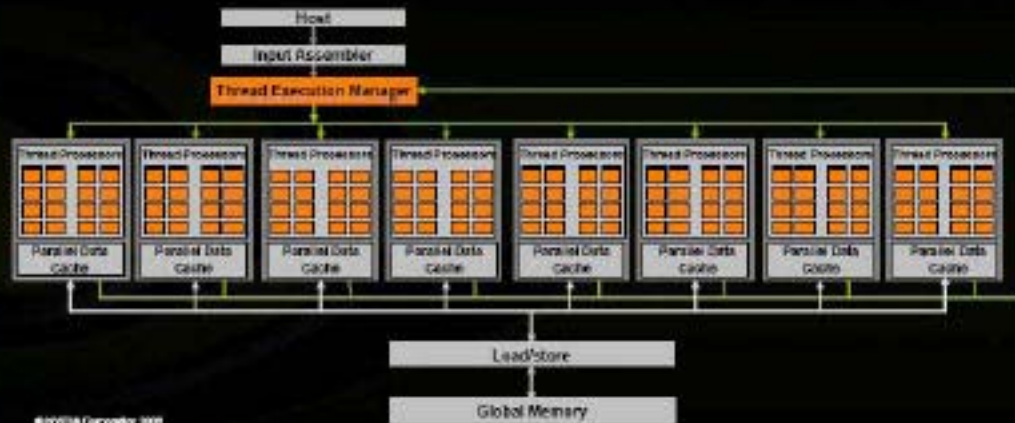 Host
Input Assembler
Thread Execution Manager
Thread Processors Thread Processors Thread Processors Thread Processors Thread Processors Thread Processors Thread Processors Thread Processors
Parallel Data Parallel Data Parallel Data Parallel Data Parallel Data Parallel Data Parallel Data Parallel Data
Cache Cache Cache Cache Cache Cache Cache Cache
Load/store
Global Memory